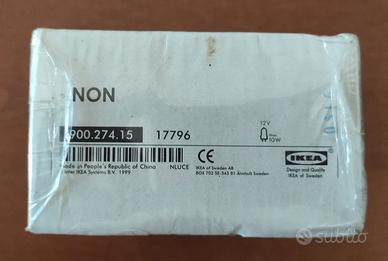 NON
900.274.15 17796
12V
Max
10W
Made in People's Republic of China NLUCE
Inter IKEA Systems B.V. 1999
CE
IKEA of Sweden AB
BOX 702 SE-343 81 Älmhult Sweden
IKEA
Design and Quality
IKEA of Sweden
subito